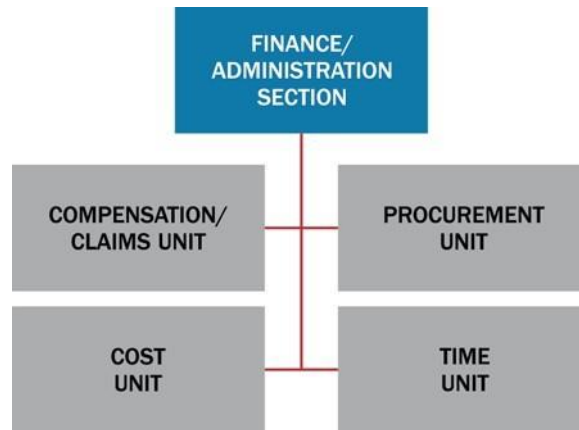 FINANCE/
ADMINISTRATION
SECTION
COMPENSATION/
CLAIMS UNIT
PROCUREMENT
UNIT
COST
UNIT
TIME
UNIT